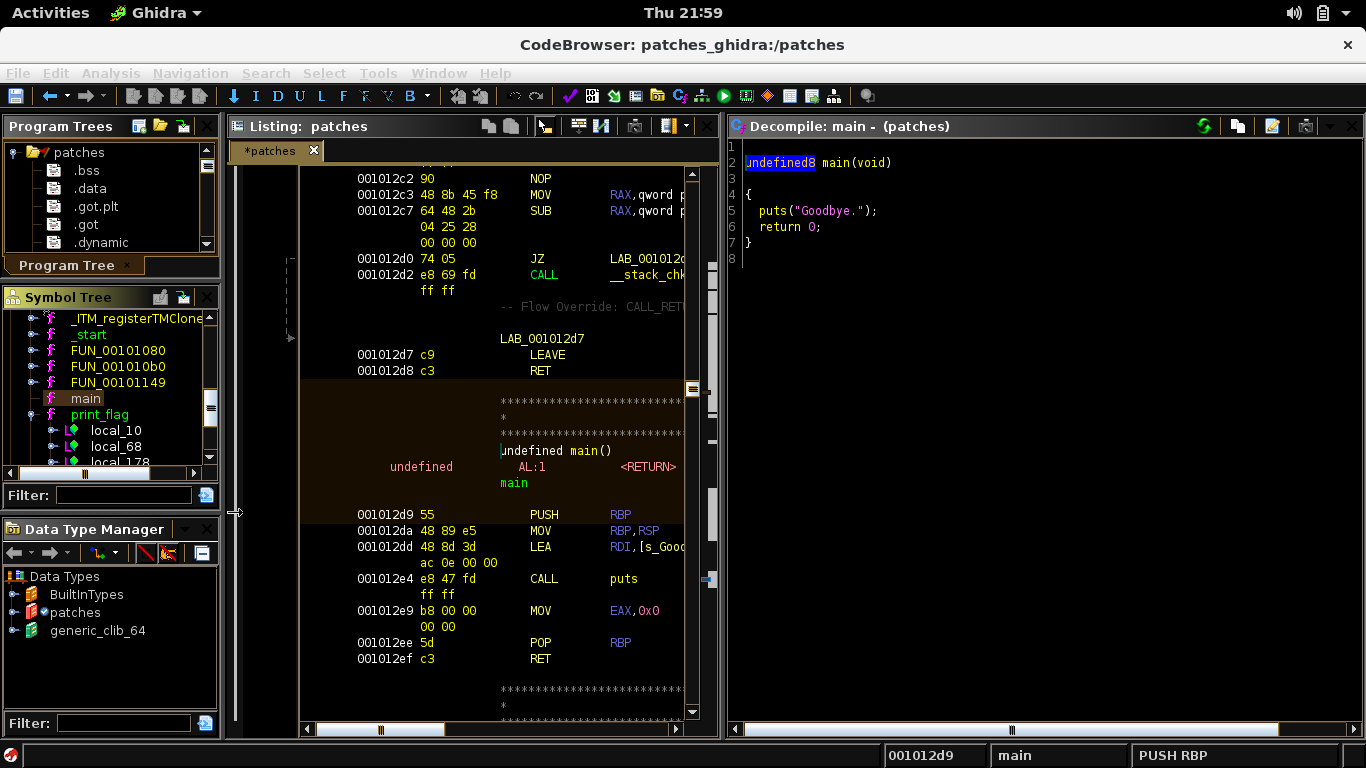 Activities Ghidra Thu 21:59
CodeBrowser: patches_ghidra:/patches
File Edit Analysis Navigation Search Select Tools Window Help
I D U L F F V B
Program Trees
patches
.bss
.data
.got.plt
.got
.dynamic
Program Tree ×
Symbol Tree
_ITM_registerTMClone
_start
FUN_00101080
FUN_001010b0
FUN_00101149
main
print_flag
local_10
local_68
local_178
Filter:
Data Type Manager
Data Types
BuiltInTypes
patches
generic_clib_64
Filter:
Listing: patches
*patches
001012c2 90 NOP
001012c3 48 8b 45 f8 MOV RAX,qword p
001012c7 64 48 2b SUB RAX,qword p
04 25 28
00 00 00
001012d0 74 05 JZ LAB_001012d
001012d2 e8 69 fd CALL __stack_chk
ff ff
-- Flow Override: CALL_RETU
LAB_001012d7
001012d7 c9 LEAVE
001012d8 c3 RET
**************************
*
**************************
undefined main()
undefined AL:1 <RETURN>
main
001012d9 55 PUSH RBP
001012da 48 89 e5 MOV RBP,RSP
001012dd 48 8d 3d LEA RDI,[s_Good
ac 0e 00 00
001012e4 e8 47 fd CALL puts
ff ff
001012e9 b8 00 00 MOV EAX,0x0
00 00
001012ee 5d POP RBP
001012ef c3 RET
**************************
*
Decompile: main - (patches)
1
2 undefined8 main(void)
3
4 {
5 puts("Goodbye.");
6 return 0;
7 }
8
001012d9 main PUSH RBP